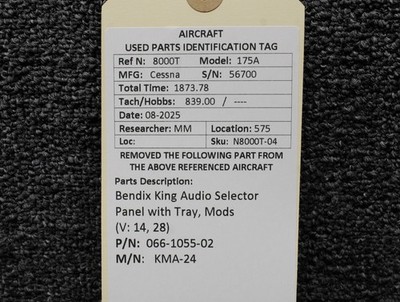 AIRCRAFT
USED PARTS IDENTIFICATION TAG
Ref N: 8000T Model: 175A
MFG: Cessna S/N: 56700
Total Time: 1873.78
Tach/Hobbs: 839.00 / ----
Date: 08-2025
Researcher: MM Location: 575
Loc: Sku: N8000T-04
REMOVED THE FOLLOWING PART FROM
THE ABOVE REFERENCED AIRCRAFT
Parts Description:
Bendix King Audio Selector
Panel with Tray, Mods
(V: 14, 28)
P/N: 066-1055-02
M/N: KMA-24